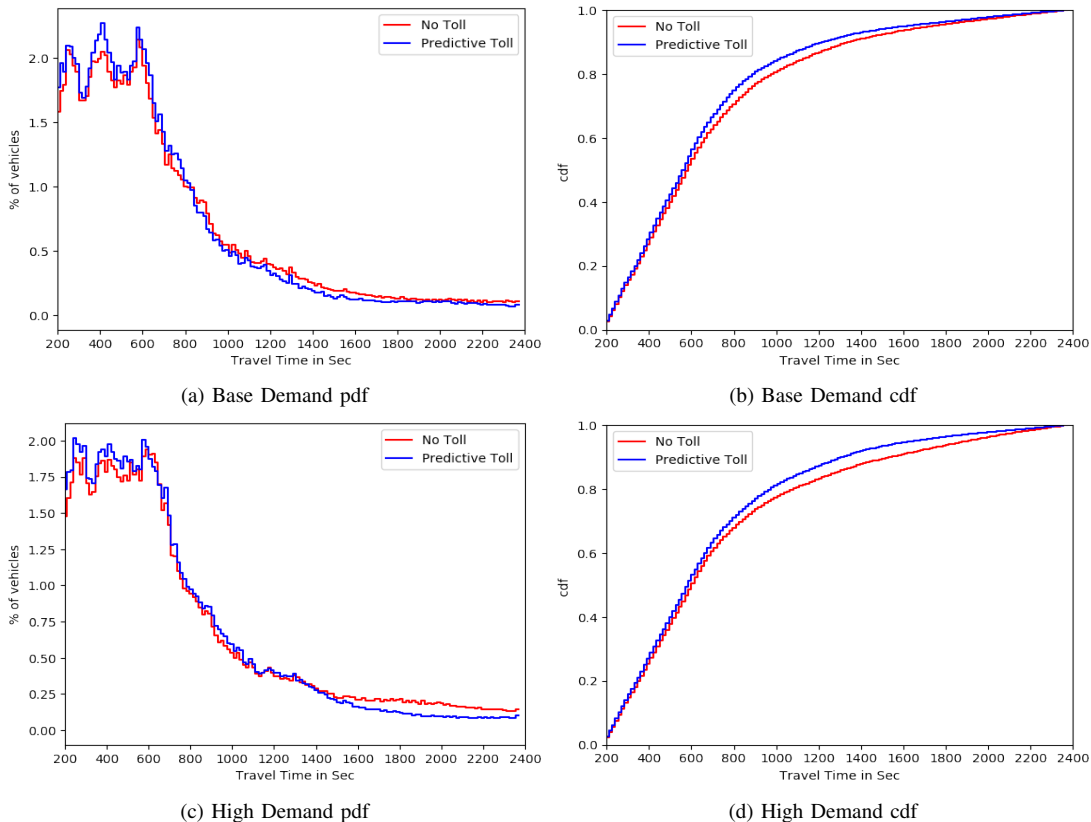 No Toll
Predictive Toll
% of vehicles
2.0
1.5
1.0
0.5
0.0
200 400 600 800 1000 1200 1400 1600 1800 2000 2200 2400
Travel Time in Sec
(a) Base Demand pdf
No Toll
Predictive Toll
cdf
1.0
0.8
0.6
0.4
0.2
0.0
200 400 600 800 1000 1200 1400 1600 1800 2000 2200 2400
Travel Time in Sec
(b) Base Demand cdf
No Toll
Predictive Toll
% of vehicles
2.00
1.75
1.50
1.25
1.00
0.75
0.50
0.25
0.00
200 400 600 800 1000 1200 1400 1600 1800 2000 2200 2400
Travel Time in Sec
(c) High Demand pdf
No Toll
Predictive Toll
cdf
1.0
0.8
0.6
0.4
0.2
0.0
200 400 600 800 1000 1200 1400 1600 1800 2000 2200 2400
Travel Time in Sec
(d) High Demand cdf